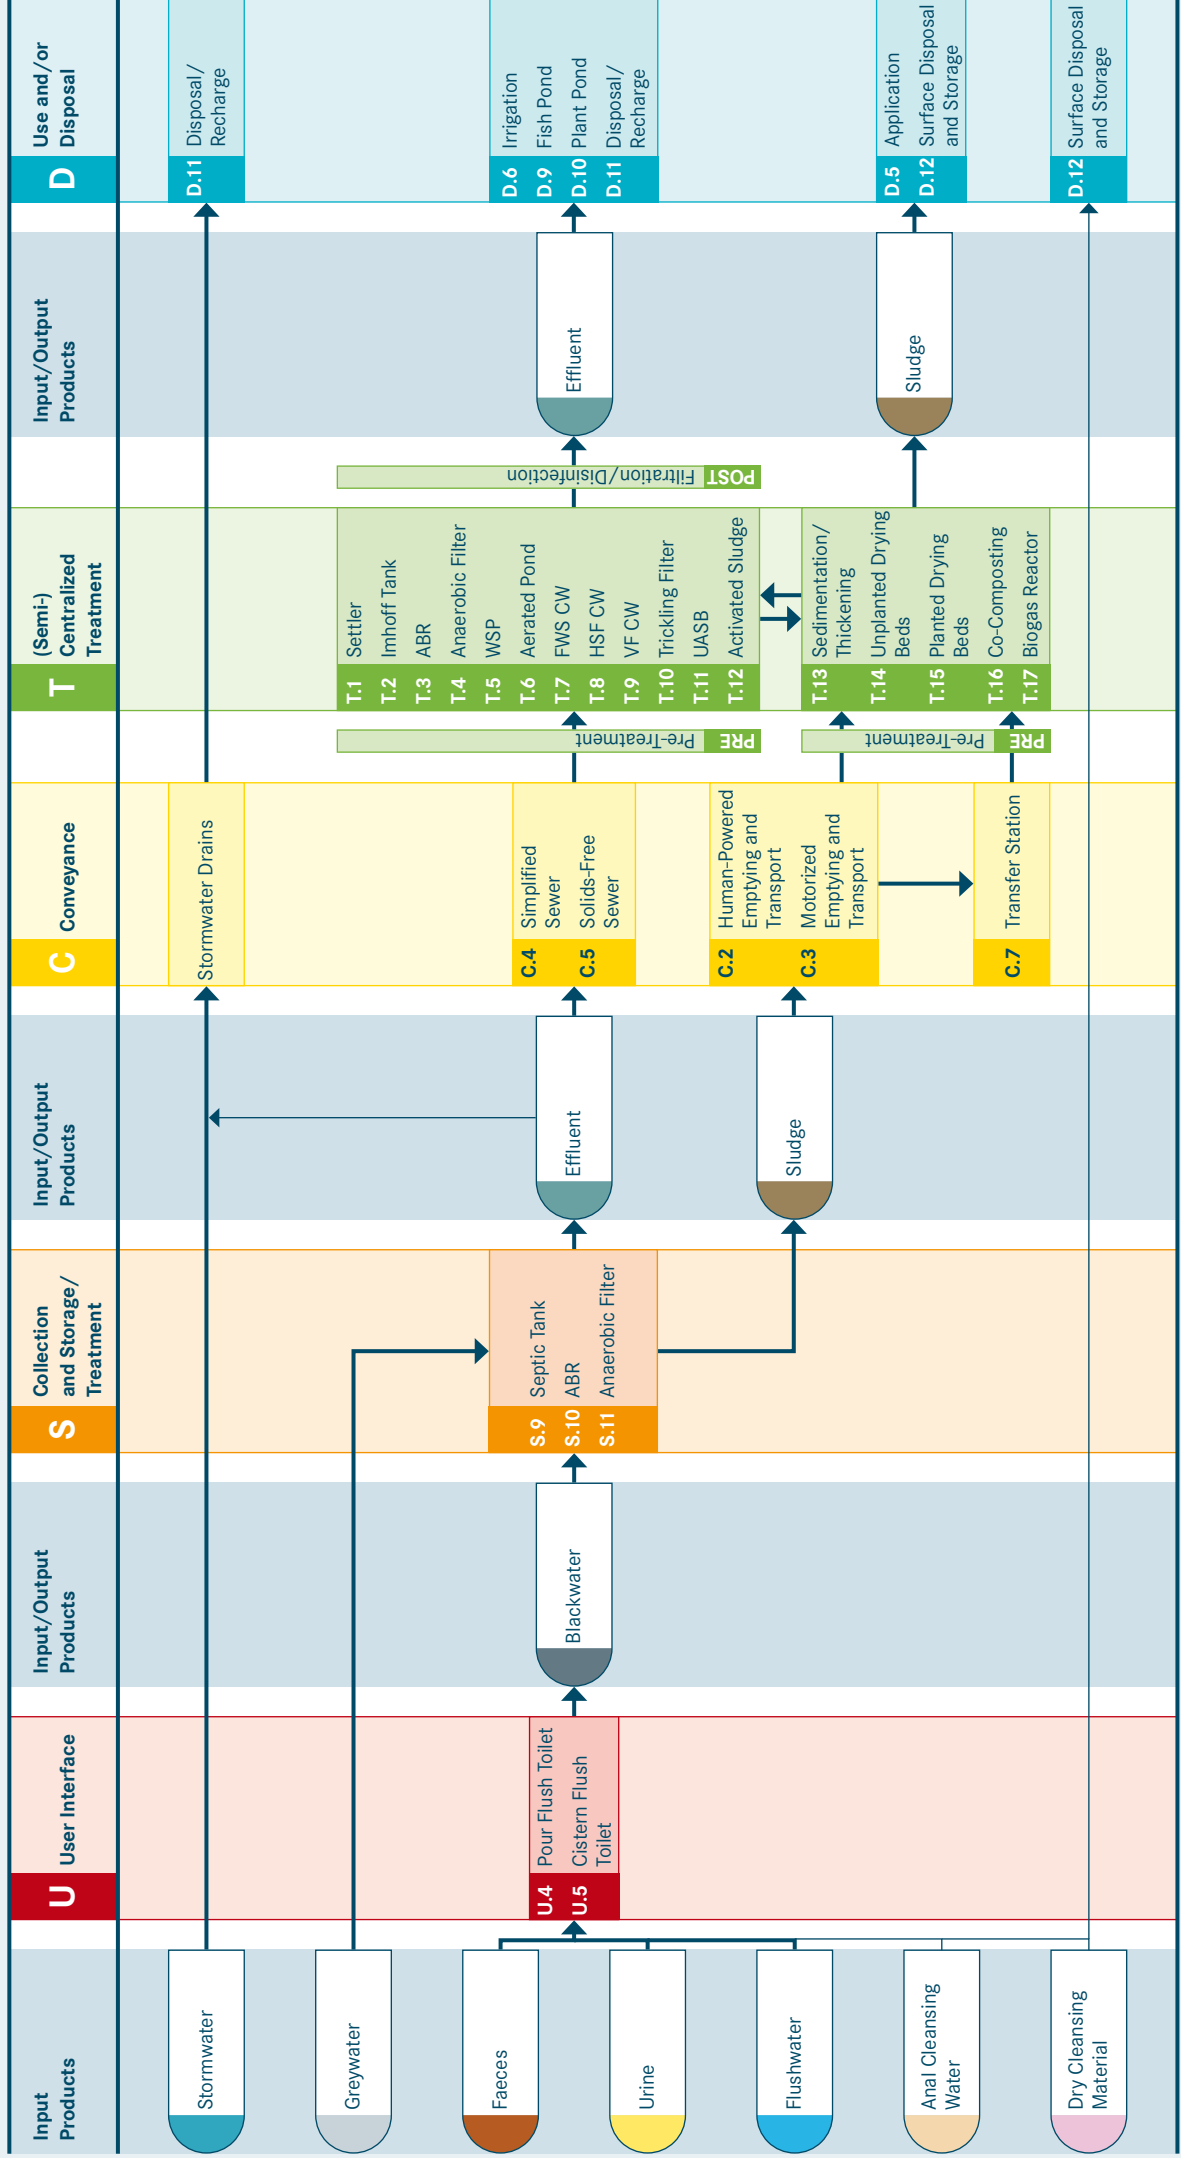 Input
Products
U
User Interface
Input/Output
Products
S
Collection
and Storage/
Treatment
Input/Output
Products
C
Conveyance
T
(Semi-)
Centralized
Treatment
Input/Output
Products
D
Use and/or
Disposal
Stormwater
Greywater
Faeces
Urine
Flushwater
Anal Cleansing
Water
Dry Cleansing
Material
U.4 Pour Flush Toilet
U.5 Cistern Flush
Toilet
Blackwater
S.9 Septic Tank
S.10 ABR
S.11 Anaerobic Filter
Effluent
Sludge
Stormwater Drains
C.4 Simplified
Sewer
C.5 Solids-Free
Sewer
C.2 Human-Powered
Emptying and
Transport
C.3 Motorized
Emptying and
Transport
C.7 Transfer Station
PRE Pre-Treatment
PRE Pre-Treatment
T.1 Settler
T.2 Imhoff Tank
T.3 ABR
T.4 Anaerobic Filter
T.5 WSP
T.6 Aerated Pond
T.7 FWS CW
T.8 HSF CW
T.9 VF CW
T.10 Trickling Filter
T.11 UASB
T.12 Activated Sludge
T.13 Sedimentation/
Thickening
T.14 Unplanted Drying
Beds
T.15 Planted Drying
Beds
T.16 Co-Composting
T.17 Biogas Reactor
POST Filtration/Disinfection
Effluent
Sludge
D.11 Disposal/
Recharge
D.6 Irrigation
D.9 Fish Pond
D.10 Plant Pond
D.11 Disposal/
Recharge
D.5 Application
D.12 Surface Disposal
and Storage
D.12 Surface Disposal
and Storage